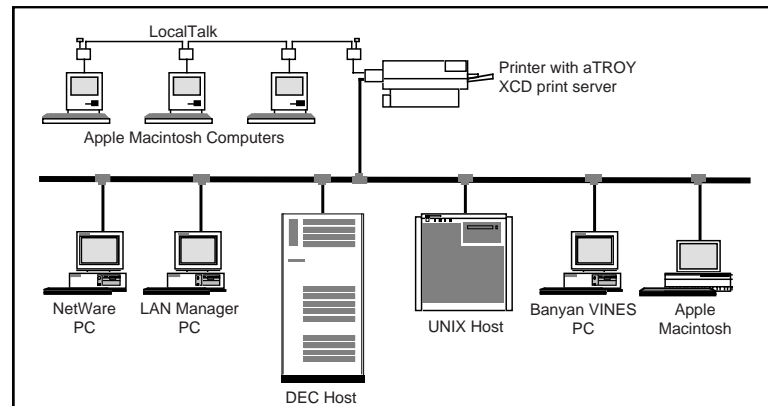 LocalTalk
Printer with aTROY
XCD print server
Apple Macintosh Computers
NetWare
PC
LAN Manager
PC
DEC Host
UNIX Host
Banyan VINES
PC
Apple
Macintosh